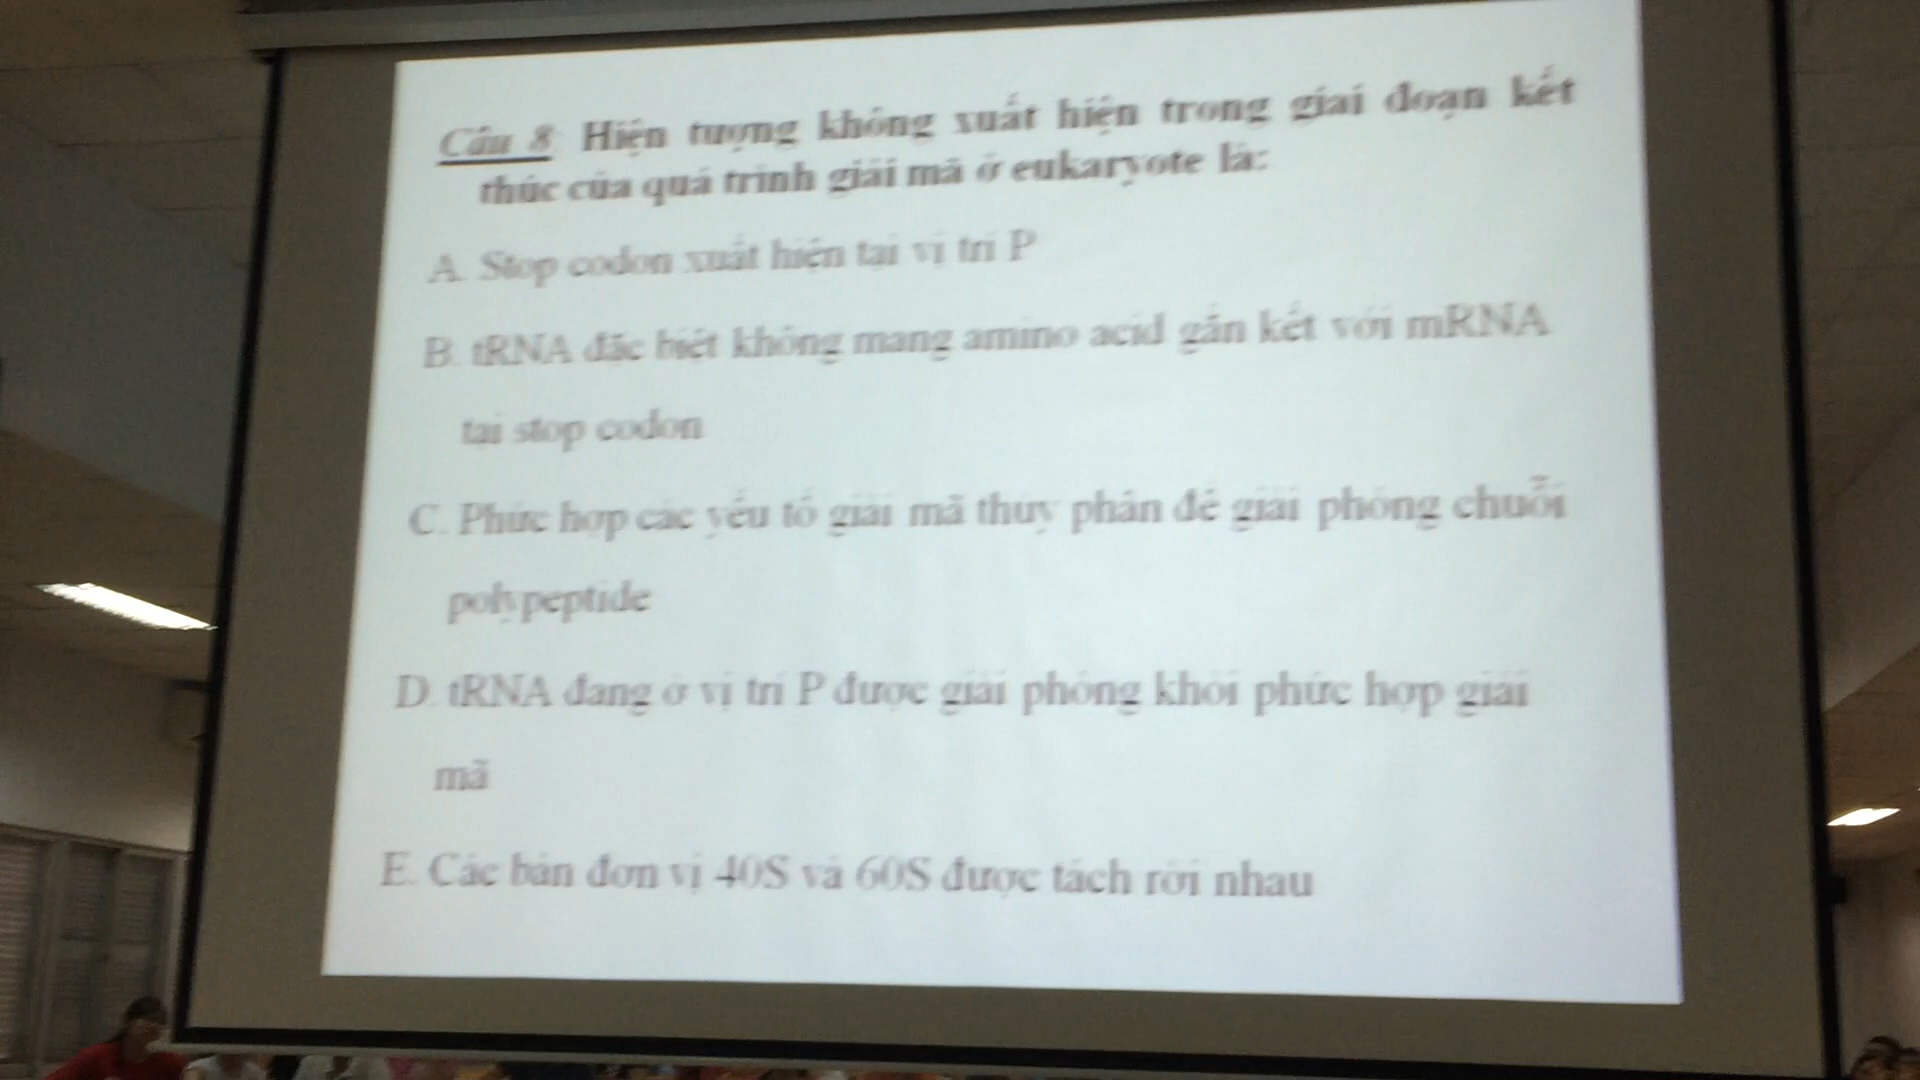 Câu 8: Hiện tượng không xuất hiện trong giai đoạn kết
thúc của quá trình giải mã ở eukaryote là:
A. Stop codon xuất hiện tại vị trí P
B. tRNA đặc biệt không mang amino acid gắn kết với mRNA
tại stop codon
C. Phức hợp các yếu tố giải mã thủy phân để giải phóng chuỗi
polypeptide
D. tRNA đang ở vị trí P được giải phóng khỏi phức hợp giải
mã
E. Các bán đơn vị 40S và 60S được tách rời nhau